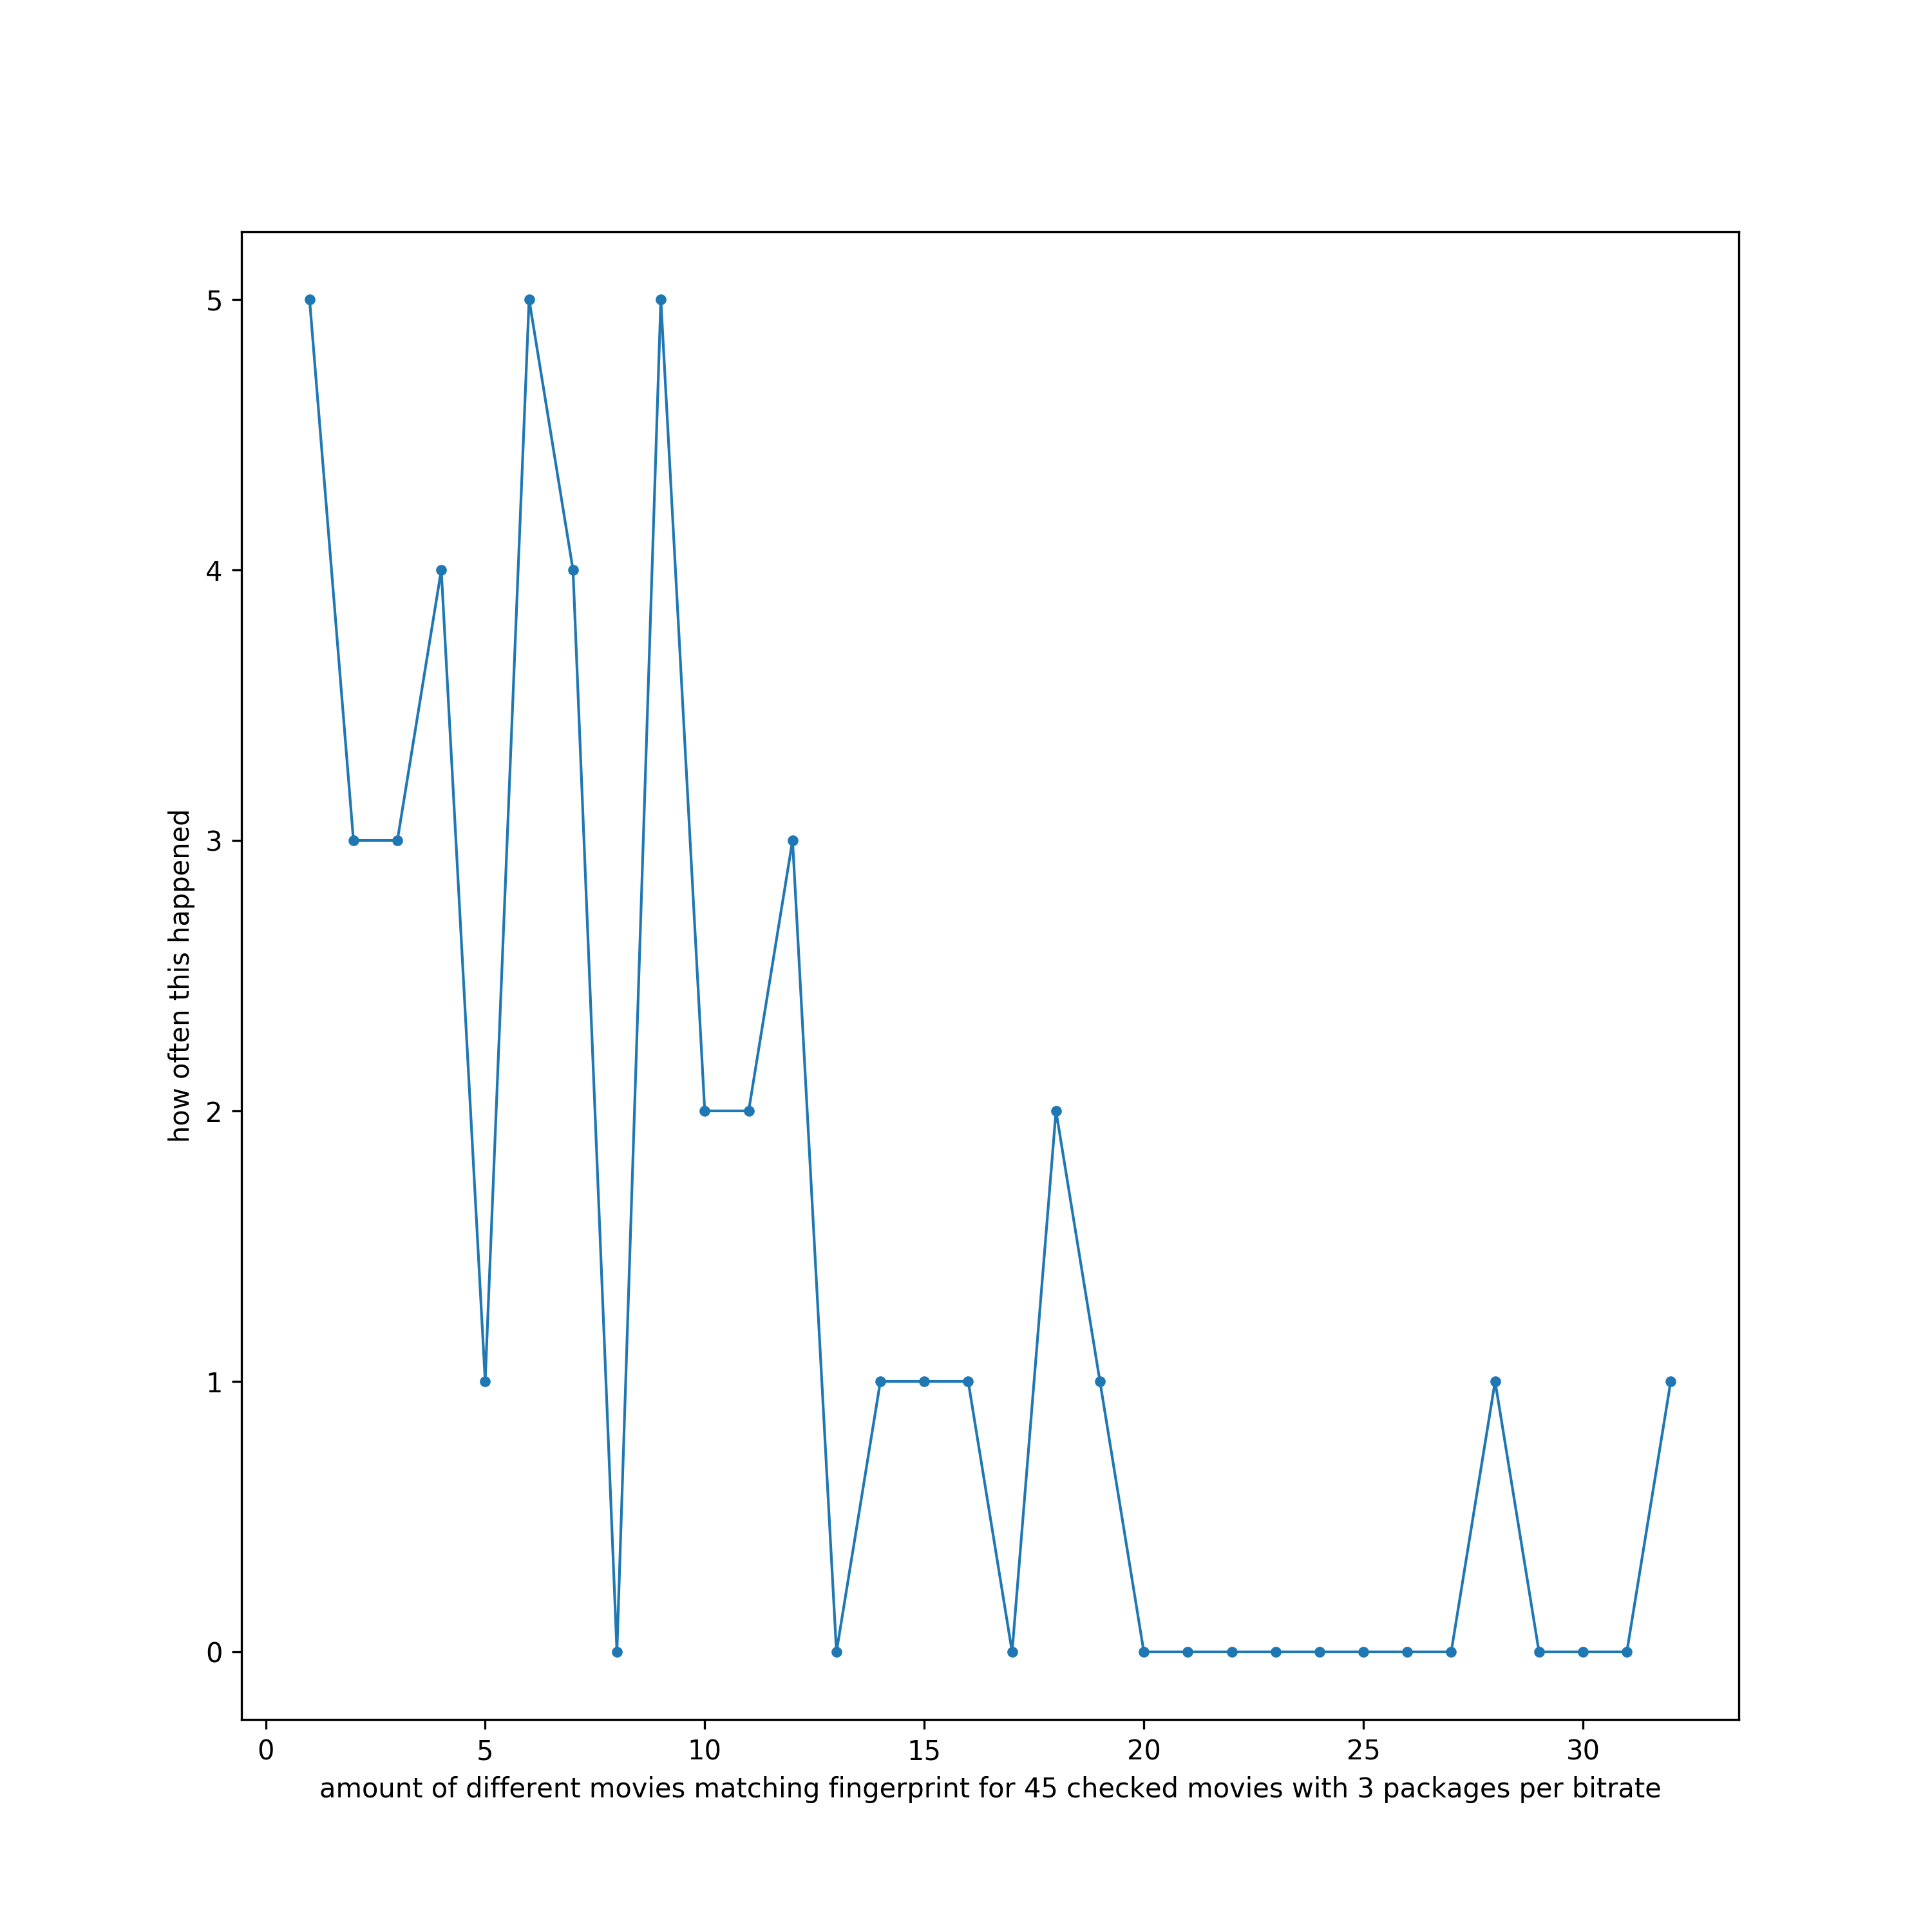 how often this happened
5
4
3
2
1
0
0 5 10 15 20 25 30
amount of different movies matching fingerprint for 45 checked movies with 3 packages per bitrate